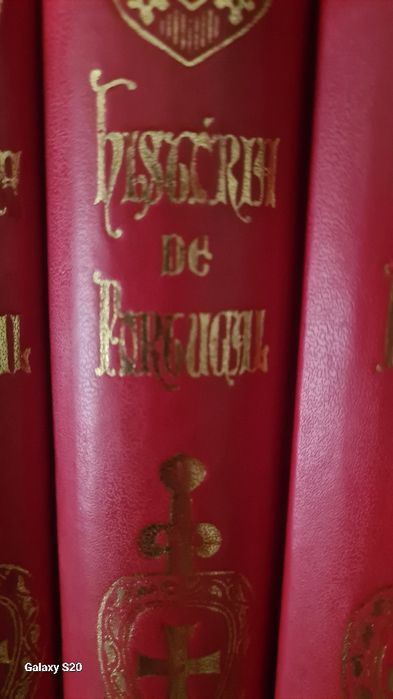 História
de
Portugal
Galaxy S20